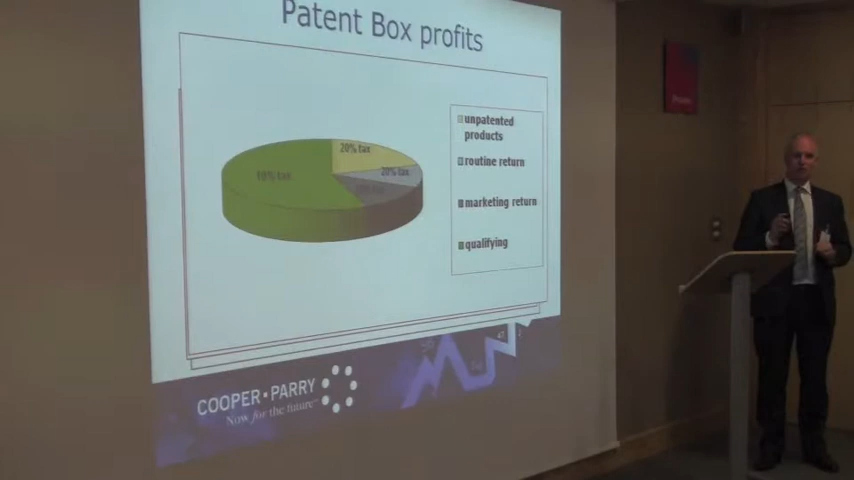 Patent Box profits
20% tax
20% tax
10% tax
unpatented
products
routine return
marketing return
qualifying
COOPER·PARRY
Now for the future